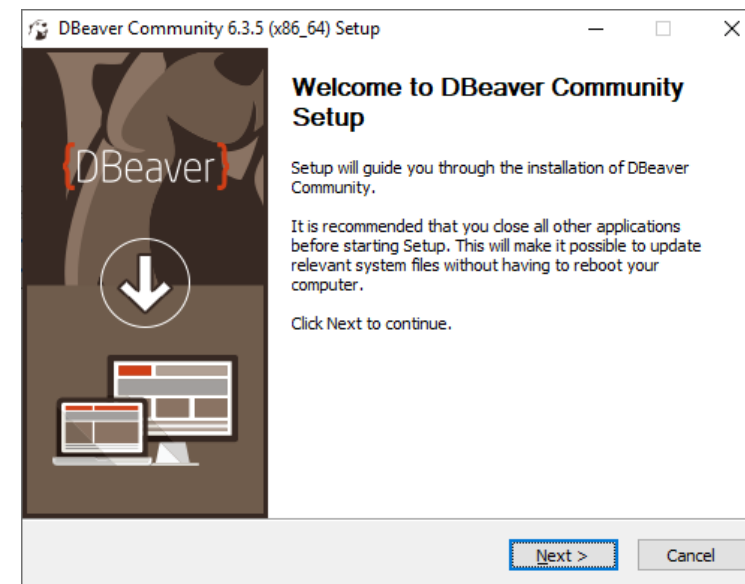 DBeaver Community 6.3.5 (x86_64) Setup
{DBeaver}
Welcome to DBeaver Community
Setup
Setup will guide you through the installation of DBeaver
Community.
It is recommended that you close all other applications
before starting Setup. This will make it possible to update
relevant system files without having to reboot your
computer.
Click Next to continue.
Next >
Cancel